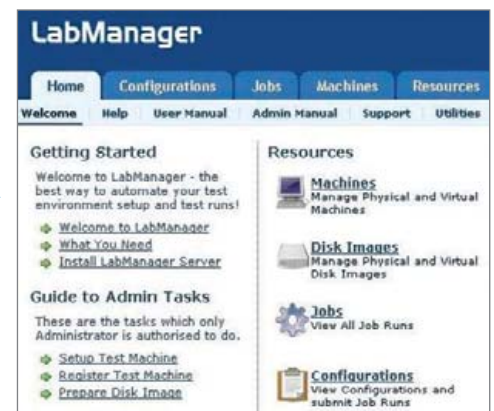 LabManager
Home Configurations Jobs Machines Resources
Welcome Help User Manual Admin Manual Support Utilities
Getting Started
Welcome to LabManager - the
best way to automate your test
environment setup and test runs!
Welcome to LabManager
What You Need
Install LabManager Server
Guide to Admin Tasks
These are the tasks which only
Administrator is authorised to do.
Setup Test Machine
Register Test Machine
Prepare Disk Image
Resources
Machines
Manage Physical and Virtual
Machines
Disk Images
Manage Physical and Virtual
Disk Images
Jobs
View All Job Runs
Configurations
View Configurations and
submit Job Runs